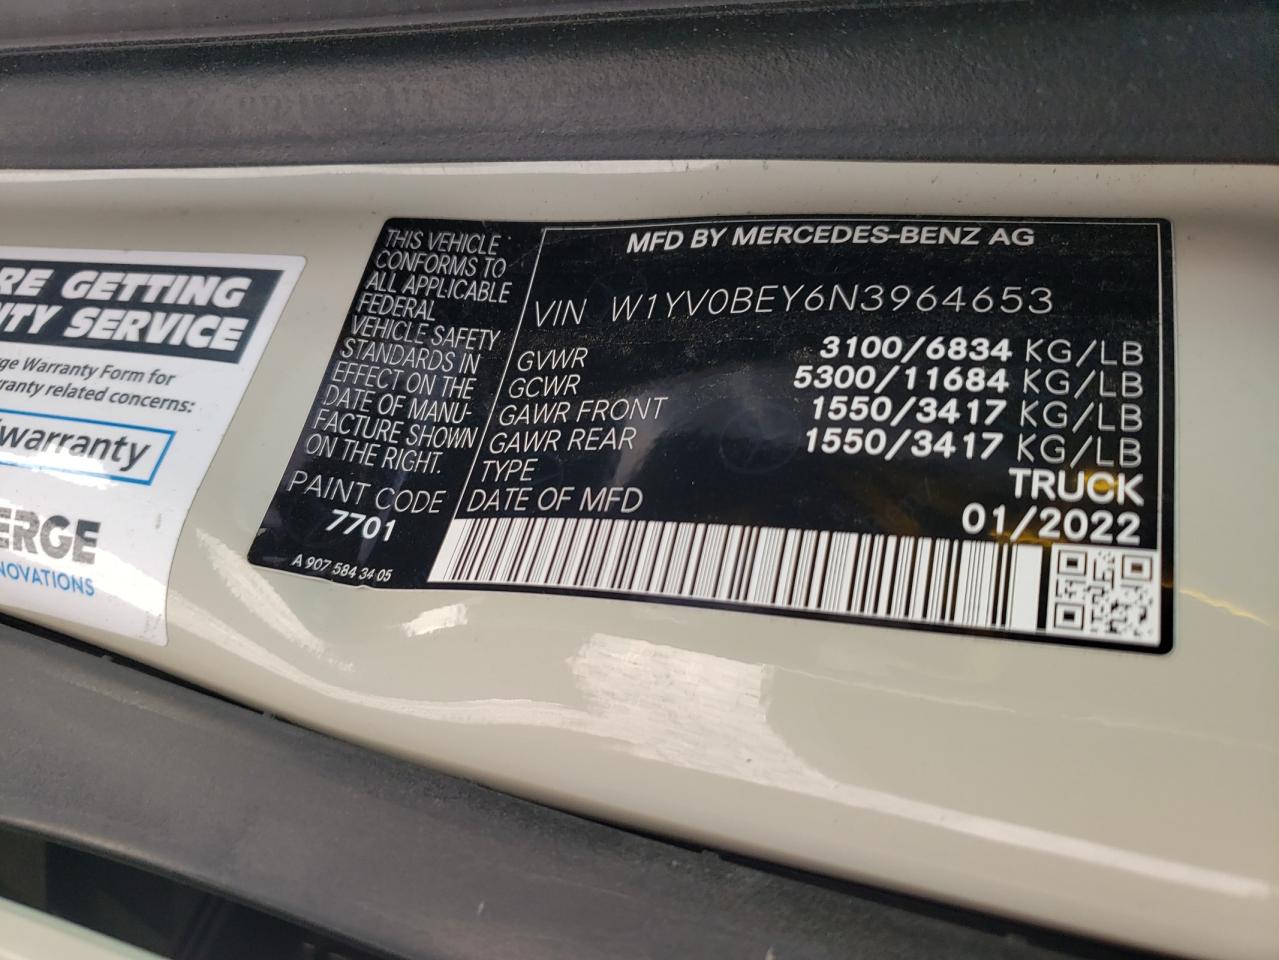 RE GETTING
NTY SERVICE
ge Warranty Form for
ranty related concerns:
/warranty
ERGE
NOVATIONS
THIS VEHICLE
CONFORMS TO
ALL APPLICABLE
FEDERAL
VEHICLE SAFETY
STANDARDS IN
EFFECT ON THE
DATE OF MANU-
FACTURE SHOWN
ON THE RIGHT.
PAINT CODE
7701
A 907 584 34 05
MFD BY MERCEDES-BENZ AG
VIN W1YV0BEY6N3964653
GVWR 3100/6834 KG/LB
GCWR 5300/11684 KG/LB
GAWR FRONT 1550/3417 KG/LB
GAWR REAR 1550/3417 KG/LB
TYPE TRUCK
DATE OF MFD 01/2022